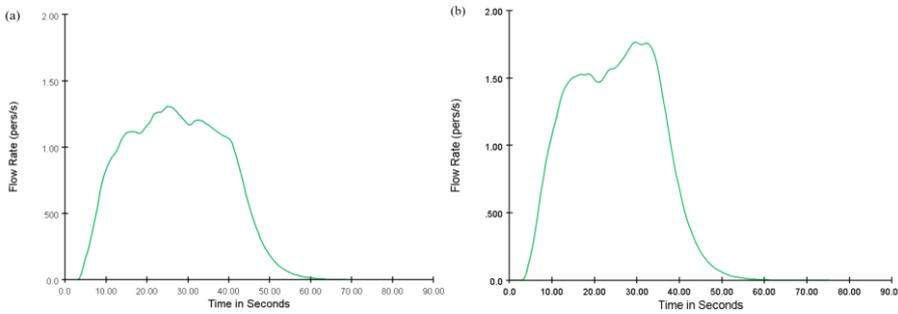 (a)
2.00
1.50
1.00
.500
0.0
Flow Rate (pers/s)
0.0 10.00 20.00 30.00 40.00 50.00 60.00 70.00 80.00 90.00
Time in Seconds
(b)
2.00
1.50
1.00
.500
0.0
Flow Rate (pers/s)
0.0 10.00 20.00 30.00 40.00 50.00 60.00 70.00 80.00 90.0
Time in Seconds